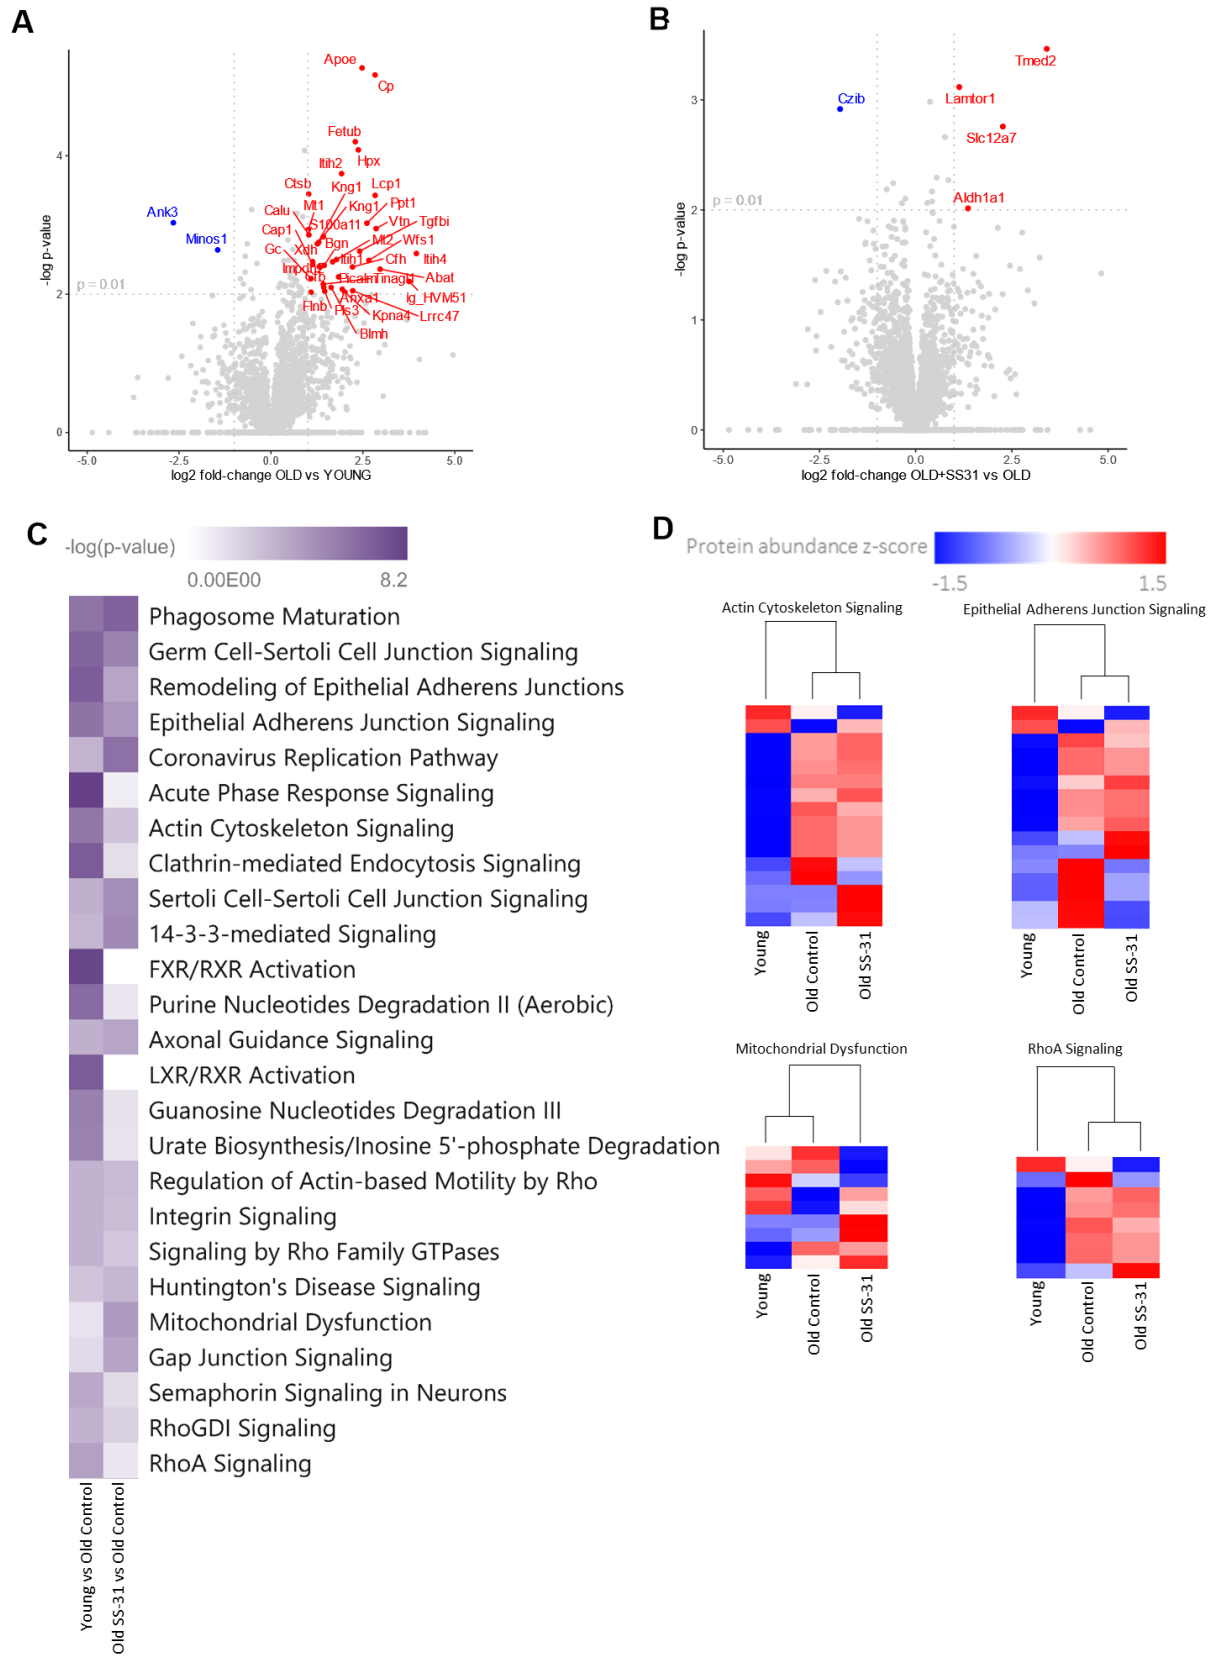 A
B
Apoe
Cp
Fetub
Hpx
Itih2
Ctsb
Kng1
Lcp1
Mt1
Kng1
Ppt1
Calu
S100a11
Vtn
Tgfbi
Cap1
Bgn
Mt2
Wfs1
Gc
Xdh
Itih1
Cfh
Itih4
Picalm
Tinagl1
Abat
Anxa1
Ig_HVM51
Flnb
Pls3
Kpna4
Lrrc47
Blmh
Ank3
Minos1
p = 0.01
4
2
0
-log p-value
-5.0
-2.5
0.0
2.5
5.0
log2 fold-change OLD vs YOUNG
Tmed2
Czib
Lamtor1
Slc12a7
Aldh1a1
p = 0.01
3
2
1
0
-log p-value
-5.0
-2.5
0.0
2.5
5.0
log2 fold-change OLD+SS31 vs OLD
C
-log(p-value)
0.00E00
8.2
Phagosome Maturation
Germ Cell-Sertoli Cell Junction Signaling
Remodeling of Epithelial Adherens Junctions
Epithelial Adherens Junction Signaling
Coronavirus Replication Pathway
Acute Phase Response Signaling
Actin Cytoskeleton Signaling
Clathrin-mediated Endocytosis Signaling
Sertoli Cell-Sertoli Cell Junction Signaling
14-3-3-mediated Signaling
FXR/RXR Activation
Purine Nucleotides Degradation II (Aerobic)
Axonal Guidance Signaling
LXR/RXR Activation
Guanosine Nucleotides Degradation III
Urate Biosynthesis/Inosine 5'-phosphate Degradation
Regulation of Actin-based Motility by Rho
Integrin Signaling
Signaling by Rho Family GTPases
Huntington's Disease Signaling
Mitochondrial Dysfunction
Gap Junction Signaling
Semaphorin Signaling in Neurons
RhoGDI Signaling
RhoA Signaling
Young vs Old Control
Old SS-31 vs Old Control
D
Protein abundance z-score
-1.5
1.5
Actin Cytoskeleton Signaling
Young
Old Control
Old SS-31
Epithelial Adherens Junction Signaling
Young
Old Control
Old SS-31
Mitochondrial Dysfunction
Young
Old Control
Old SS-31
RhoA Signaling
Young
Old Control
Old SS-31